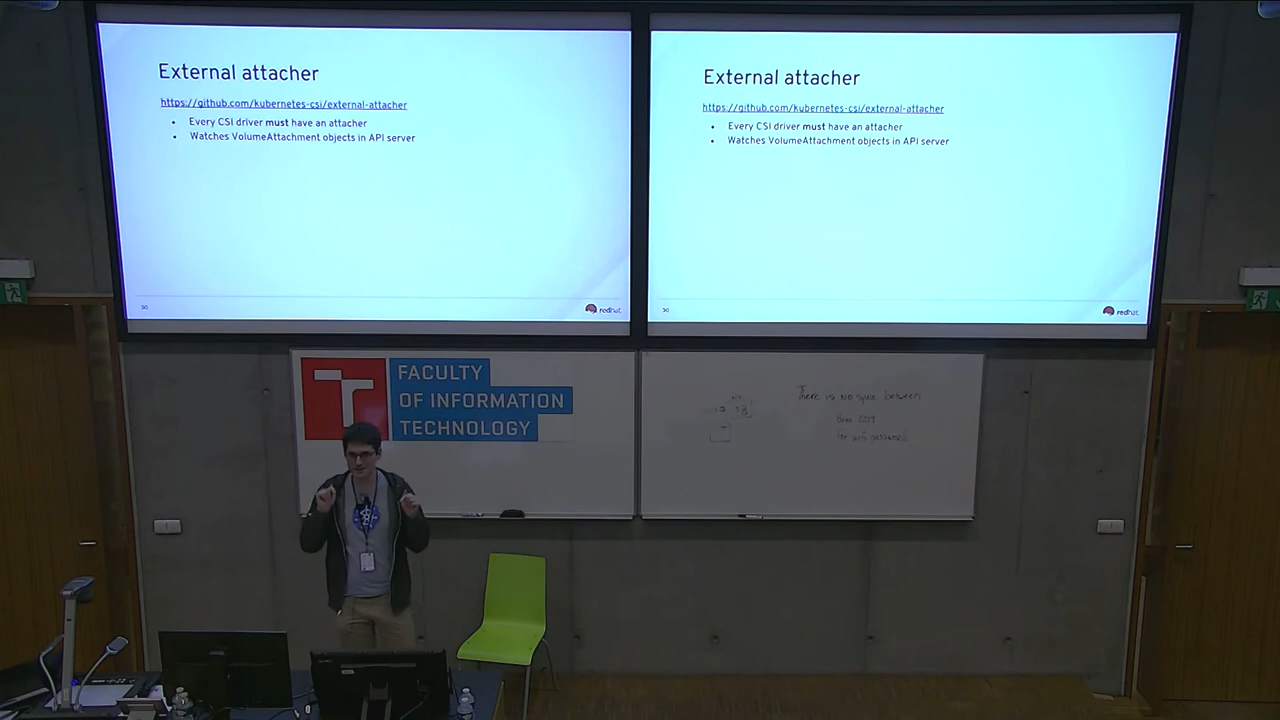 External attacher
https://github.com/kubernetes-csi/external-attacher
• Every CSI driver must have an attacher
• Watches VolumeAttachment objects in API server
30
redhat
External attacher
https://github.com/kubernetes-csi/external-attacher
• Every CSI driver must have an attacher
• Watches VolumeAttachment objects in API server
30
redhat
FACULTY
OF INFORMATION
TECHNOLOGY
There is no space between
for wifi password